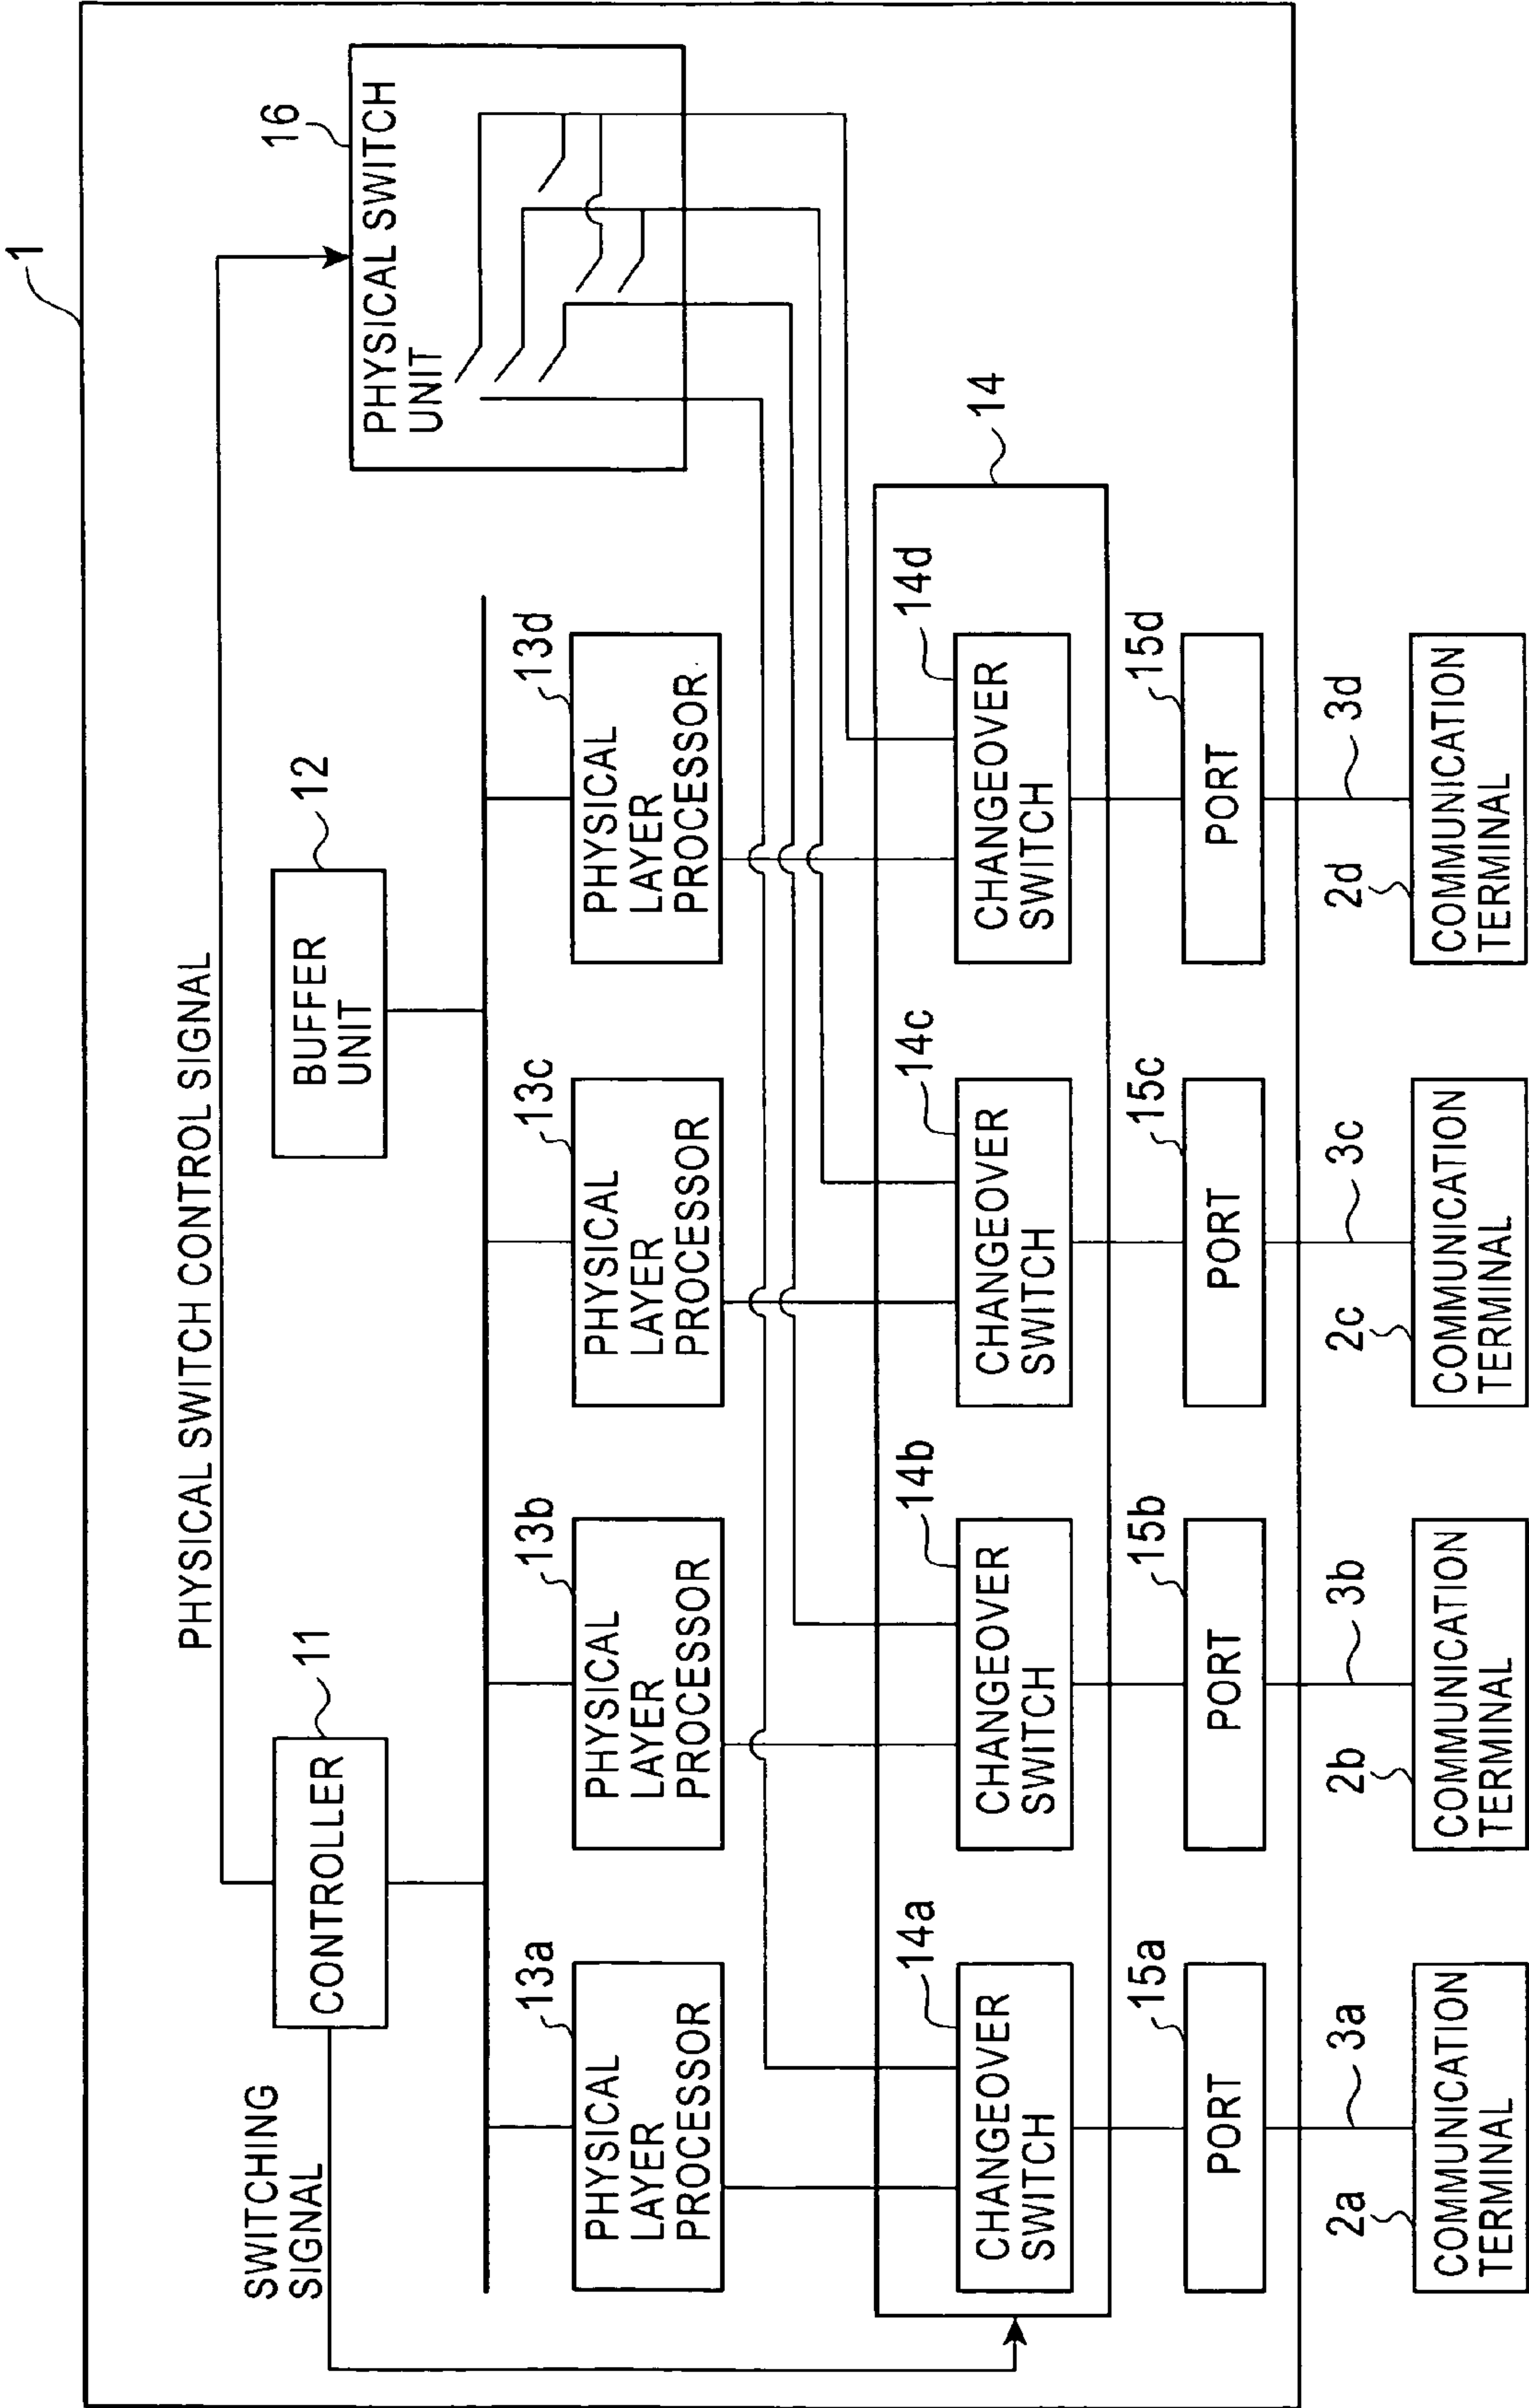 1
PHYSICAL SWITCH CONTROL SIGNAL
SWITCHING
SIGNAL
CONTROLLER
11
BUFFER
UNIT
12
16
PHYSICAL SWITCH
UNIT
13a
PHYSICAL
LAYER
PROCESSOR
13b
PHYSICAL
LAYER
PROCESSOR
13c
PHYSICAL
LAYER
PROCESSOR
13d
PHYSICAL
LAYER
PROCESSOR
14
14a
CHANGEOVER
SWITCH
14b
CHANGEOVER
SWITCH
14c
CHANGEOVER
SWITCH
14d
CHANGEOVER
SWITCH
15a
PORT
15b
PORT
15c
PORT
15d
PORT
2a
3a
COMMUNICATION
TERMINAL
2b
3b
COMMUNICATION
TERMINAL
2c
3c
COMMUNICATION
TERMINAL
2d
3d
COMMUNICATION
TERMINAL